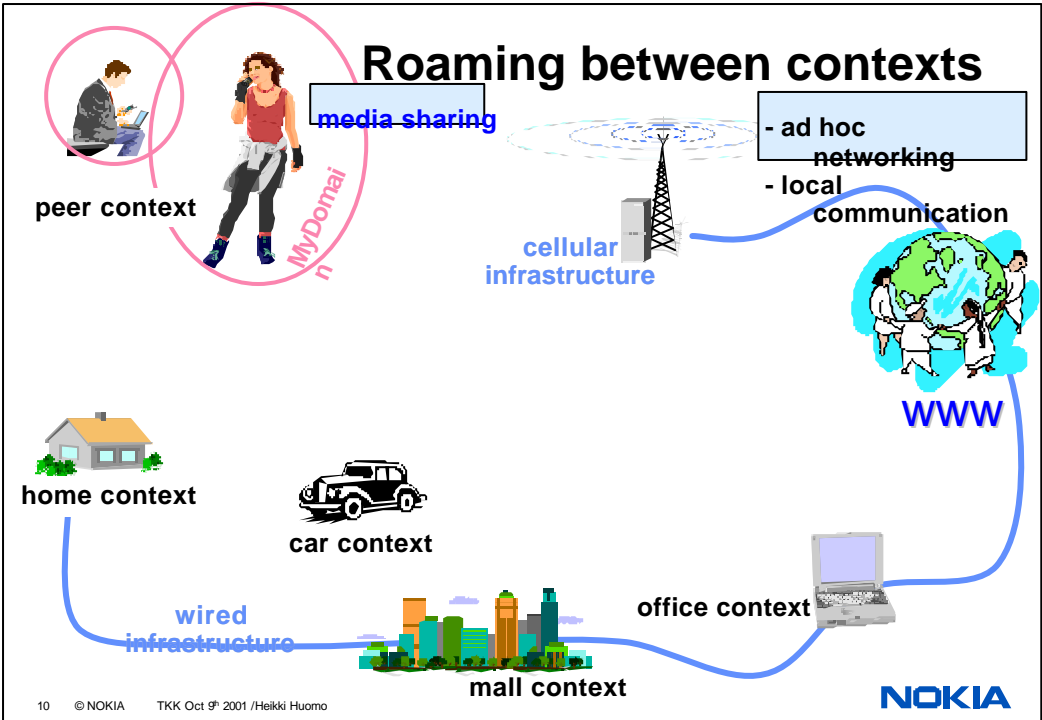 Roaming between contexts
media sharing
- ad hoc
networking
- local
communication
peer context
MyDomai
n
cellular
infrastructure
WWW
home context
car context
wired
infrastructure
office context
mall context
10 © NOKIA TKK Oct 9th 2001 /Heikki Huomo
NOKIA